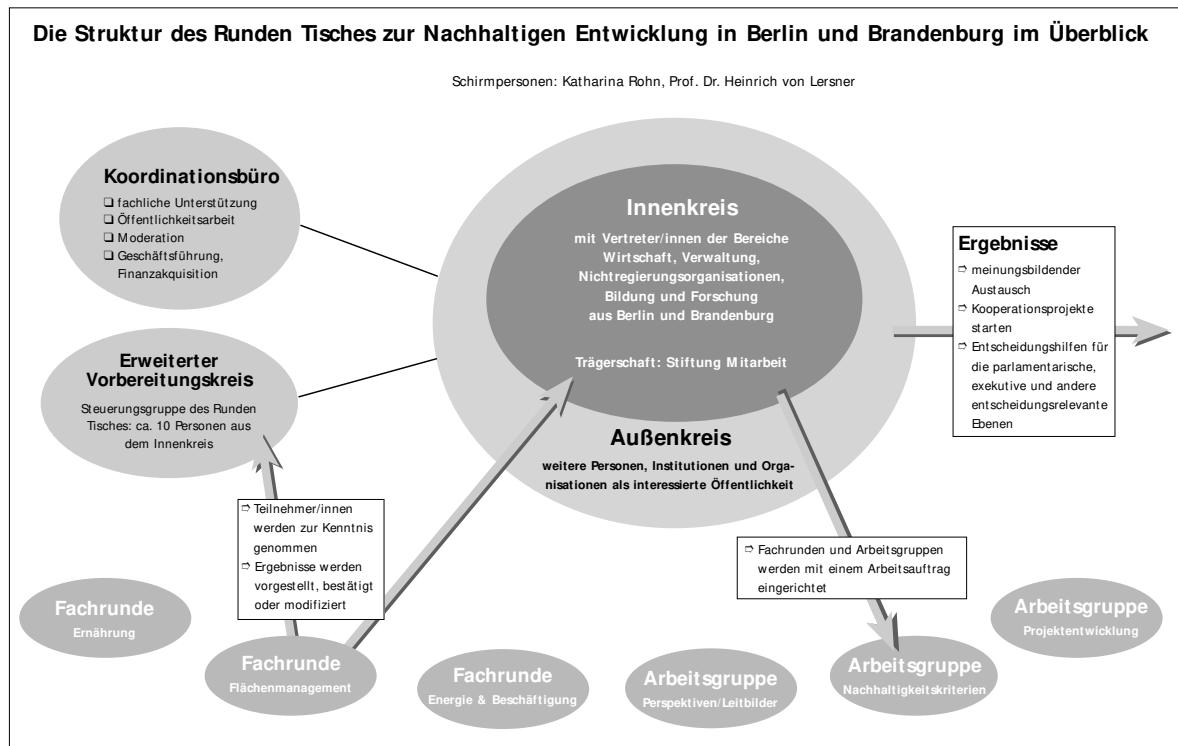 Die Struktur des Runden Tisches zur Nachhaltigen Entwicklung in Berlin und Brandenburg im Überblick
Schirmpersonen: Katharina Rohn, Prof. Dr. Heinrich von Lersner
Koordinationsbüro
❑ fachliche Unterstützung
❑ Öffentlichkeitsarbeit
❑ Moderation
❑ Geschäftsführung,
Finanzakquisition
Innenkreis
mit Vertreter/innen der Bereiche
Wirtschaft, Verwaltung,
Nichtregierungsorganisationen,
Bildung und Forschung
aus Berlin und Brandenburg
Trägerschaft: Stiftung Mitarbeit
Ergebnisse
➱ meinungsbildender
Austausch
➱ Kooperationsprojekte
starten
➱ Entscheidungshilfen für
die parlamentarische,
exekutive und andere
entscheidungsrelevante
Ebenen
Erweiterter
Vorbereitungskreis
Steuerungsgruppe des Runden
Tisches: ca. 10 Personen aus
dem Innenkreis
Außenkreis
weitere Personen, Institutionen und Orga-
nisationen als interessierte Öffentlichkeit
➱ Teilnehmer/innen
werden zur Kenntnis
genommen
➱ Ergebnisse werden
vorgestellt, bestätigt
oder modifiziert
➱ Fachrunden und Arbeitsgruppen
werden mit einem Arbeitsauftrag
eingerichtet
Fachrunde
Ernährung
Fachrunde
Flächenmanagement
Fachrunde
Energie & Beschäftigung
Arbeitsgruppe
Perspektiven/Leitbilder
Arbeitsgruppe
Nachhaltigkeitskriterien
Arbeitsgruppe
Projektentwicklung